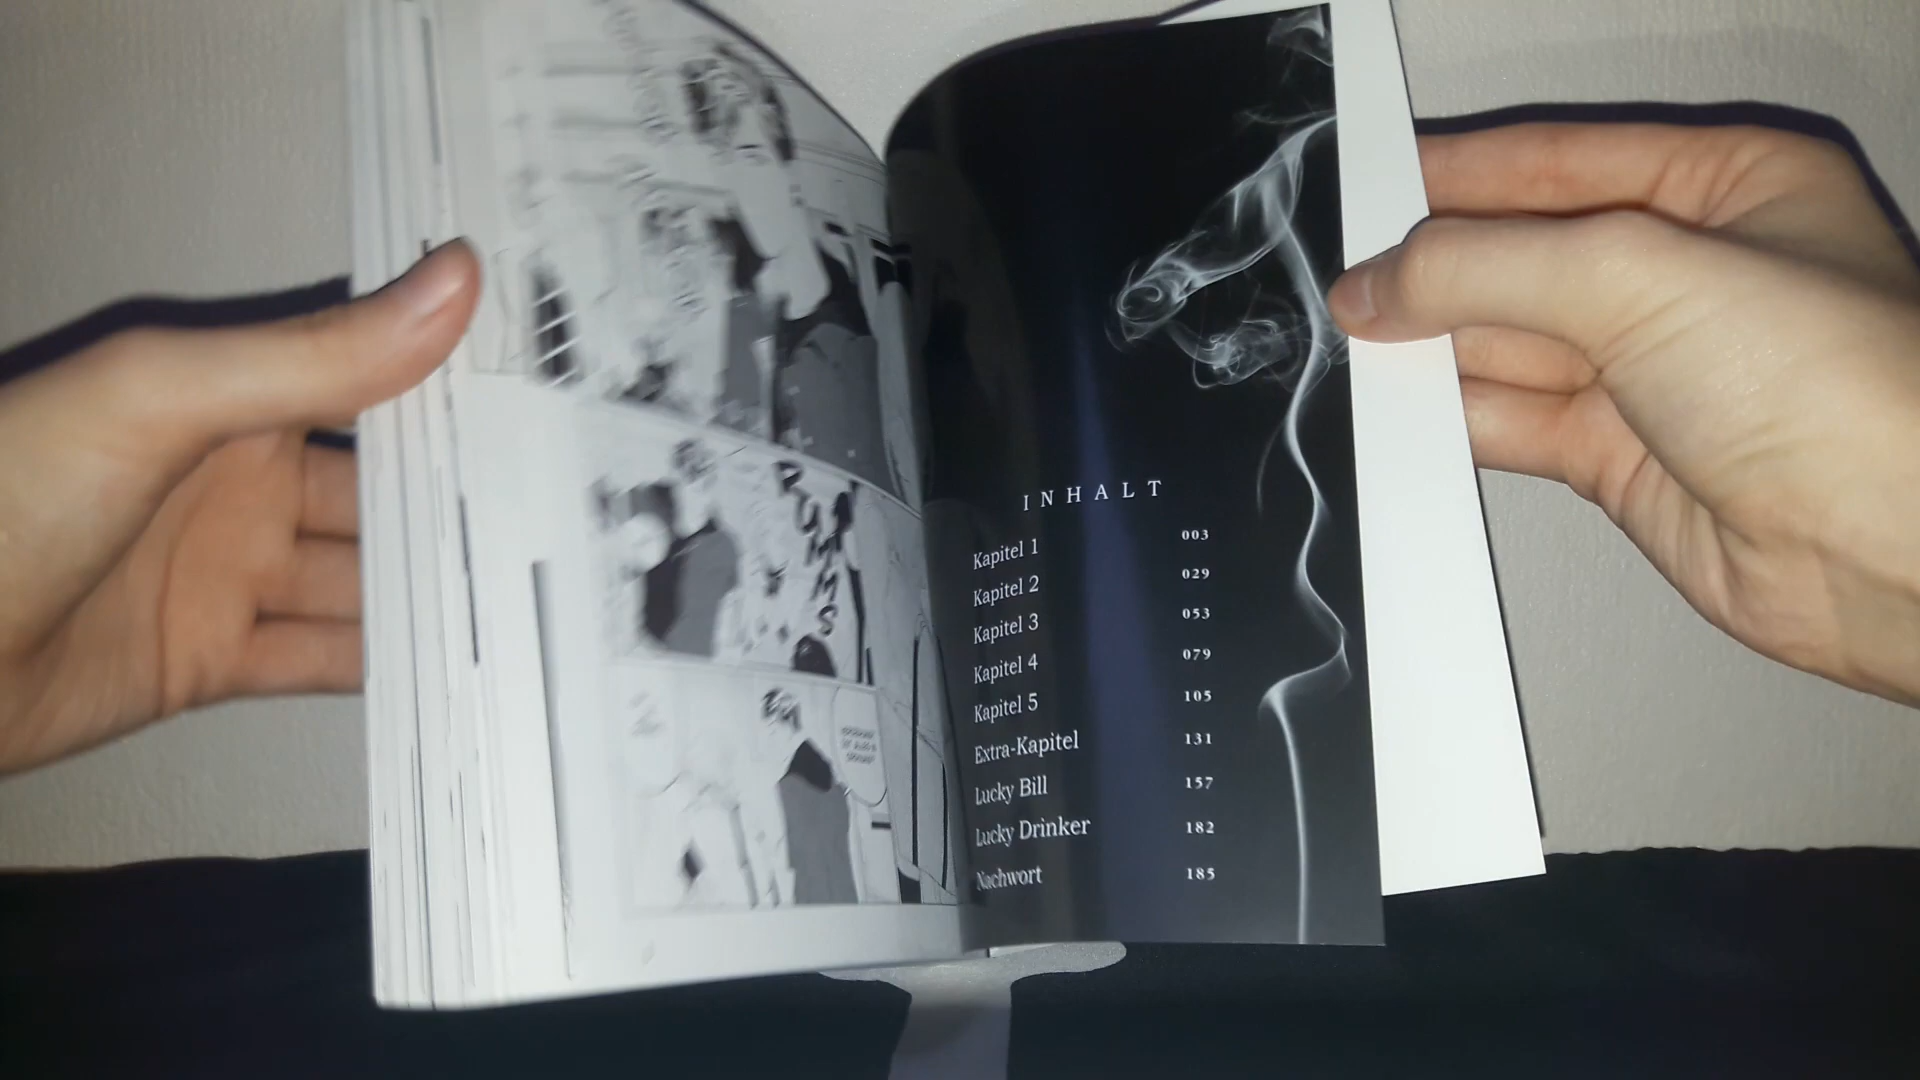 INHALT
Kapitel 1 003
Kapitel 2 029
Kapitel 3 053
Kapitel 4 079
Kapitel 5 105
Extra-Kapitel 131
Lucky Bill 157
Lucky Drinker 182
Nachwort 185